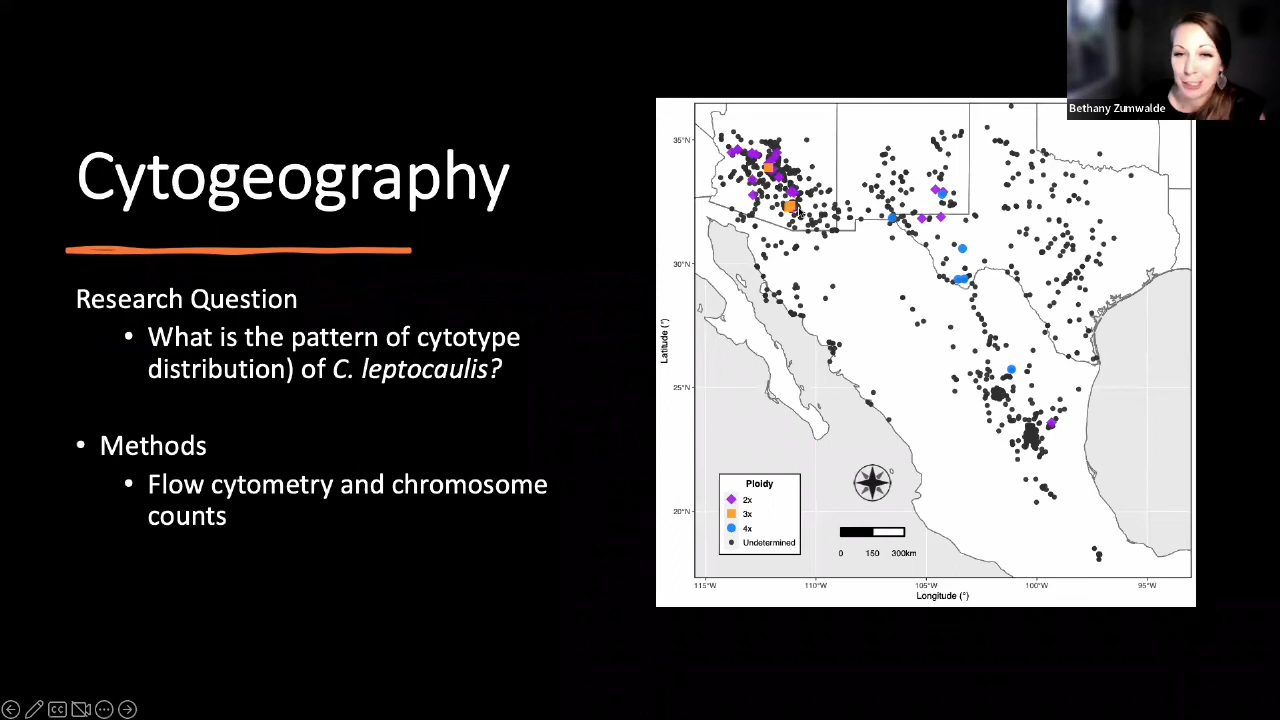 Bethany Zumwalde
Cytogeography
Research Question
• What is the pattern of cytotype
distribution) of C. leptocaulis?
• Methods
• Flow cytometry and chromosome
counts
35°N
30°N
25°N
20°N
Latitude (°)
115°W
110°W
105°W
100°W
95°W
Longitude (°)
Ploidy
2x
3x
4x
Undetermined
0 150 300km
CC